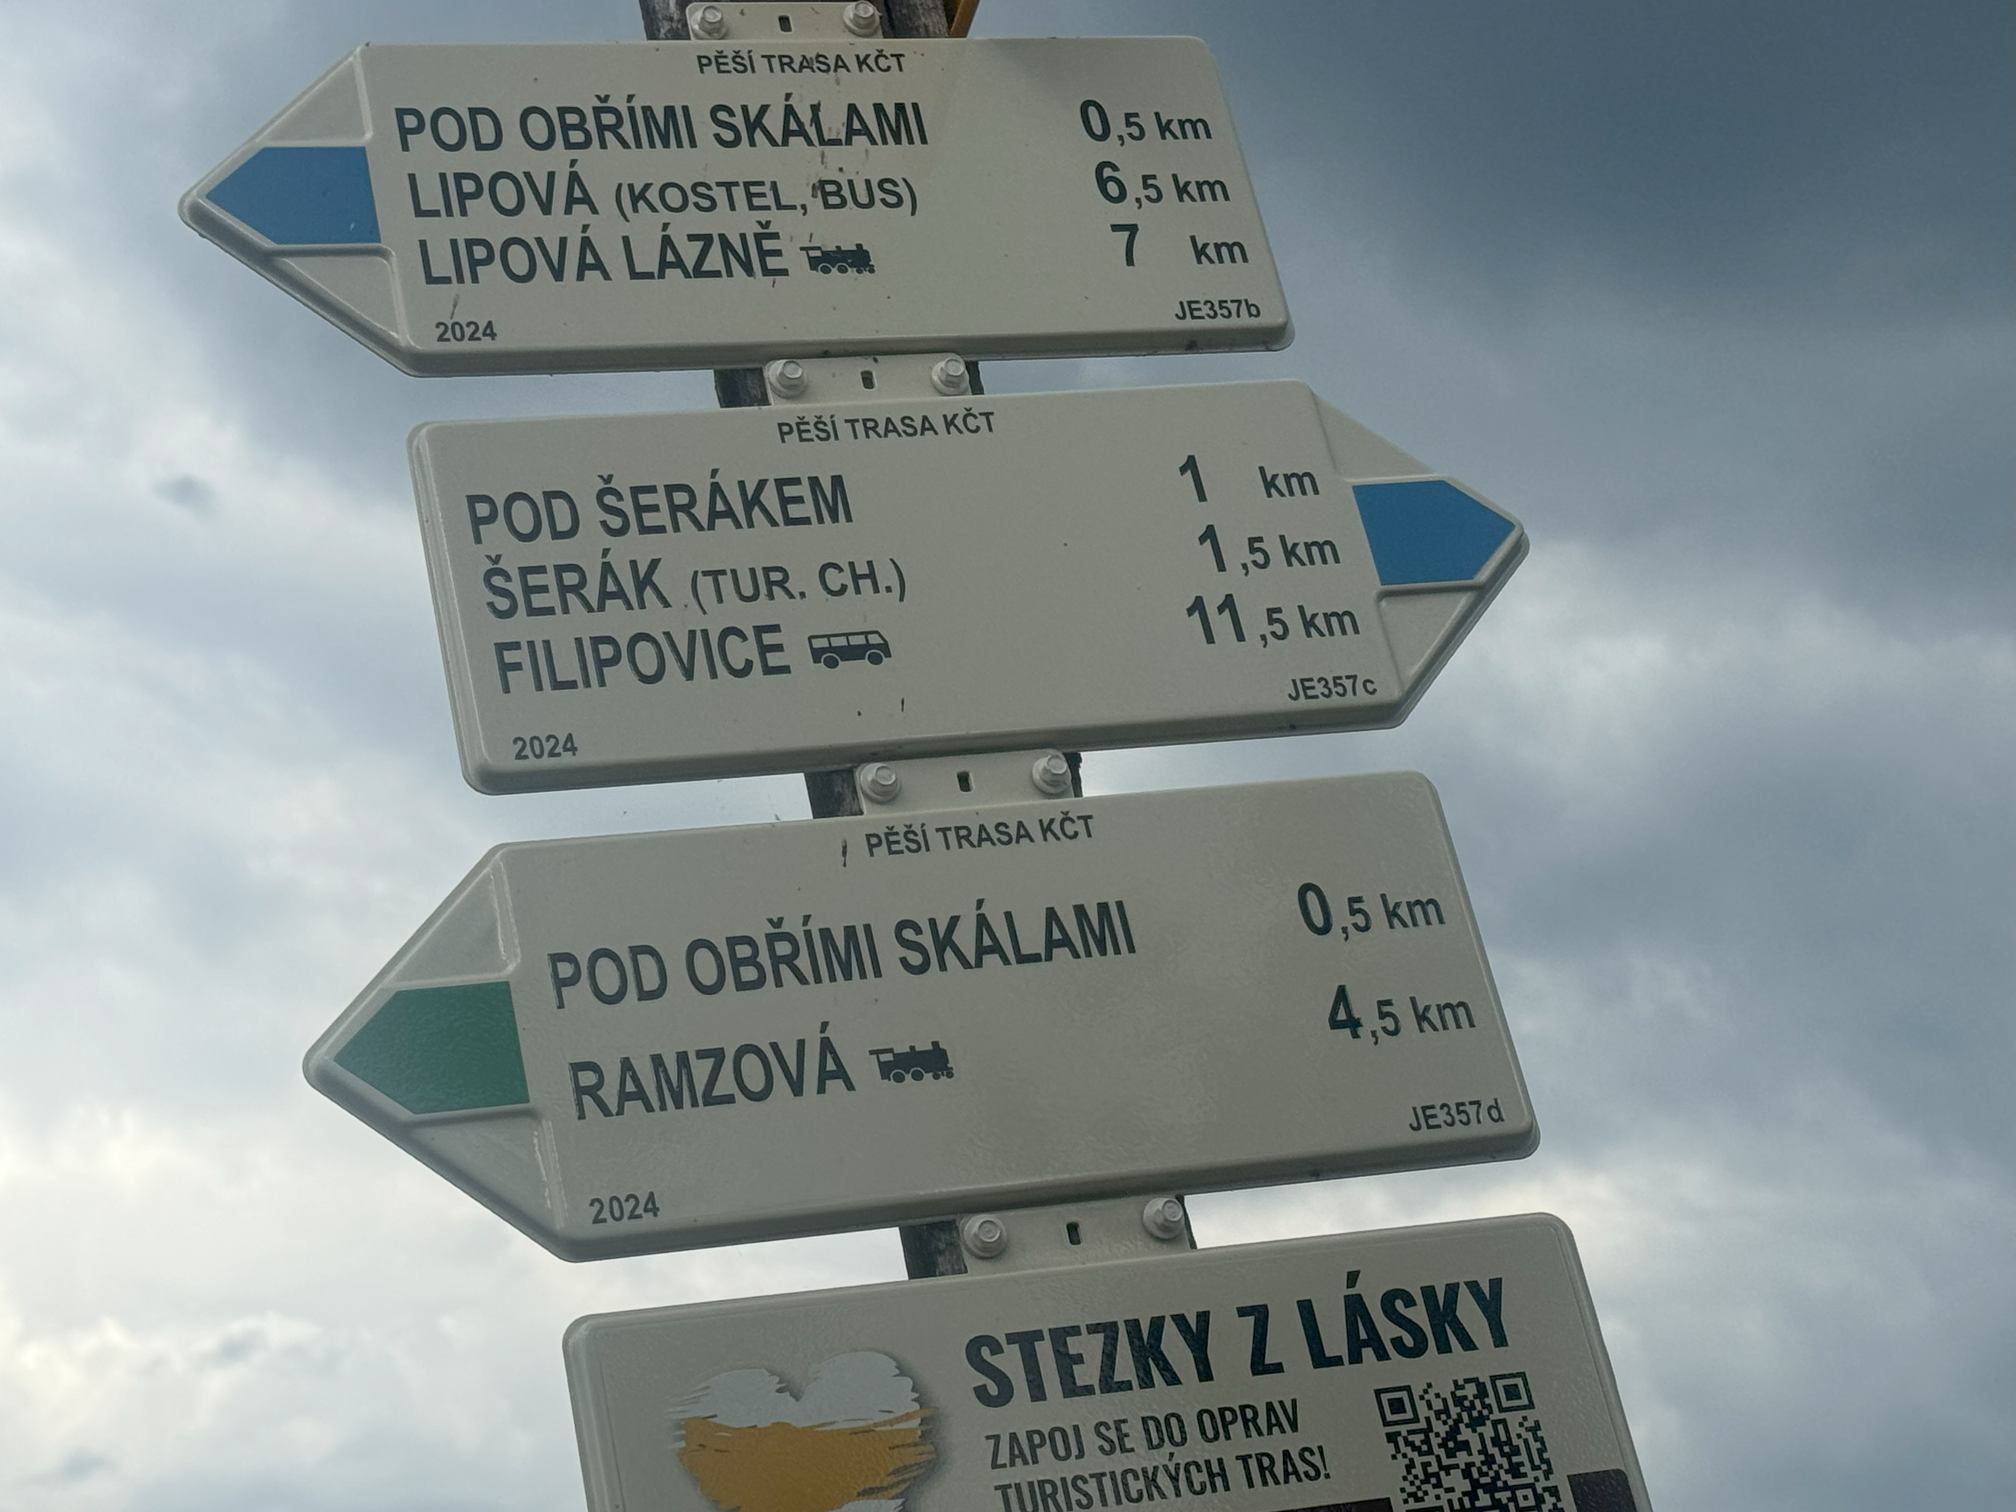 PĚŠÍ TRASA KČT
POD OBŘÍMI SKÁLAMI 0,5 km
LIPOVÁ (KOSTEL, BUS) 6,5 km
LIPOVÁ LÁZNĚ 7 km
2024 JE357b
PĚŠÍ TRASA KČT
POD ŠERÁKEM 1 km
ŠERÁK (TUR. CH.) 1,5 km
FILIPOVICE 11,5 km
JE357c
2024
PĚŠÍ TRASA KČT
POD OBŘÍMI SKÁLAMI 0,5 km
RAMZOVÁ 4,5 km
JE357d
2024
STEZKY Z LÁSKY
ZAPOJ SE DO OPRAV
TURISTICKÝCH TRAS!